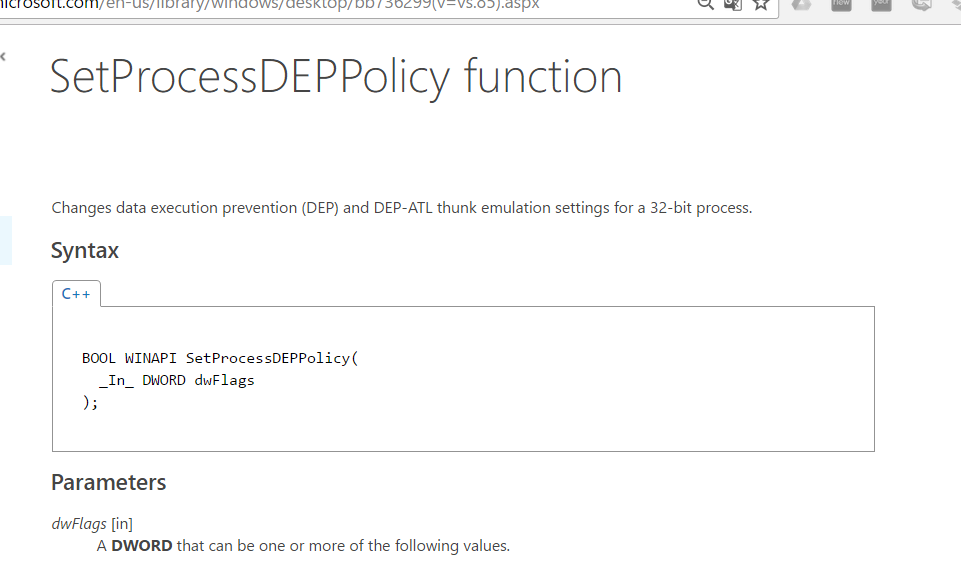 microsoft.com/en-us/library/windows/desktop/bb736299(v=vs.85).aspx
SetProcessDEPPolicy function
Changes data execution prevention (DEP) and DEP-ATL thunk emulation settings for a 32-bit process.
Syntax
C++
BOOL WINAPI SetProcessDEPPolicy(
_In_ DWORD dwFlags
);
Parameters
dwFlags [in]
A DWORD that can be one or more of the following values.